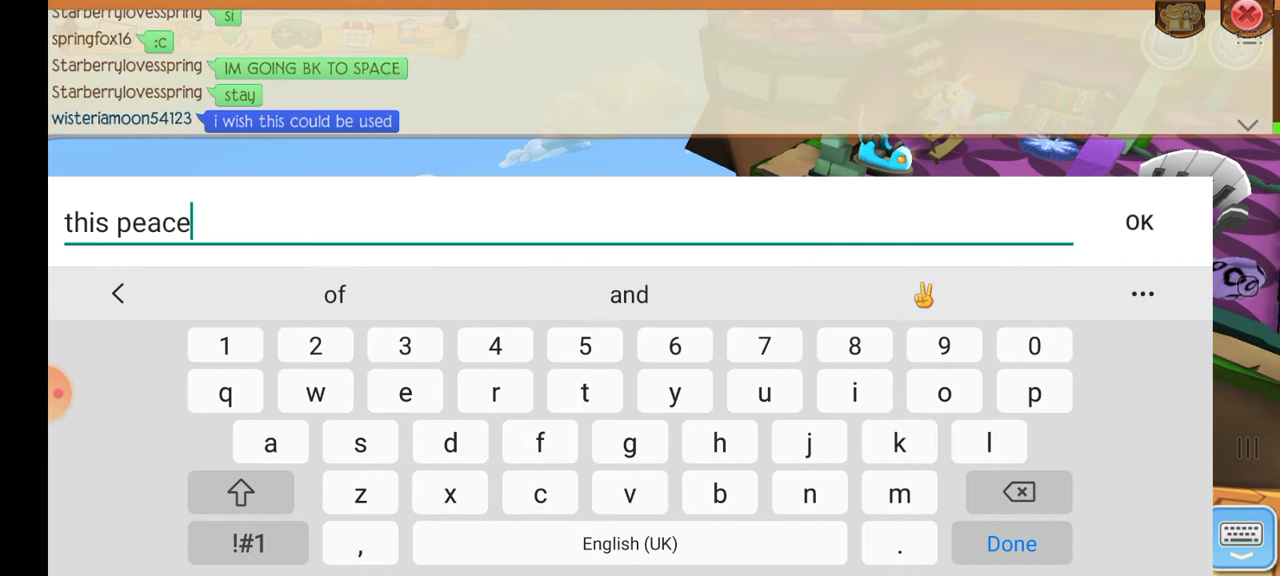 Starberrylovesspring si
springfox16 :c
Starberrylovesspring IM GOING BK TO SPACE
Starberrylovesspring stay
wisteriamoon54123 i wish this could be used
this peace OK
of and ✌️ ...
1 2 3 4 5 6 7 8 9 0
q w e r t y u i o p
a s d f g h j k l
z x c v b n m
!#1 , English (UK) . Done